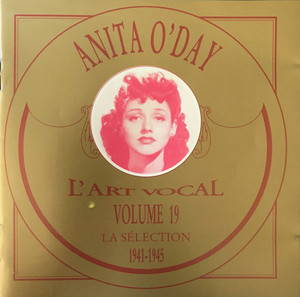 ANITA O'DAY
L'ART VOCAL
VOLUME 19
LA SÉLECTION
1941-1945